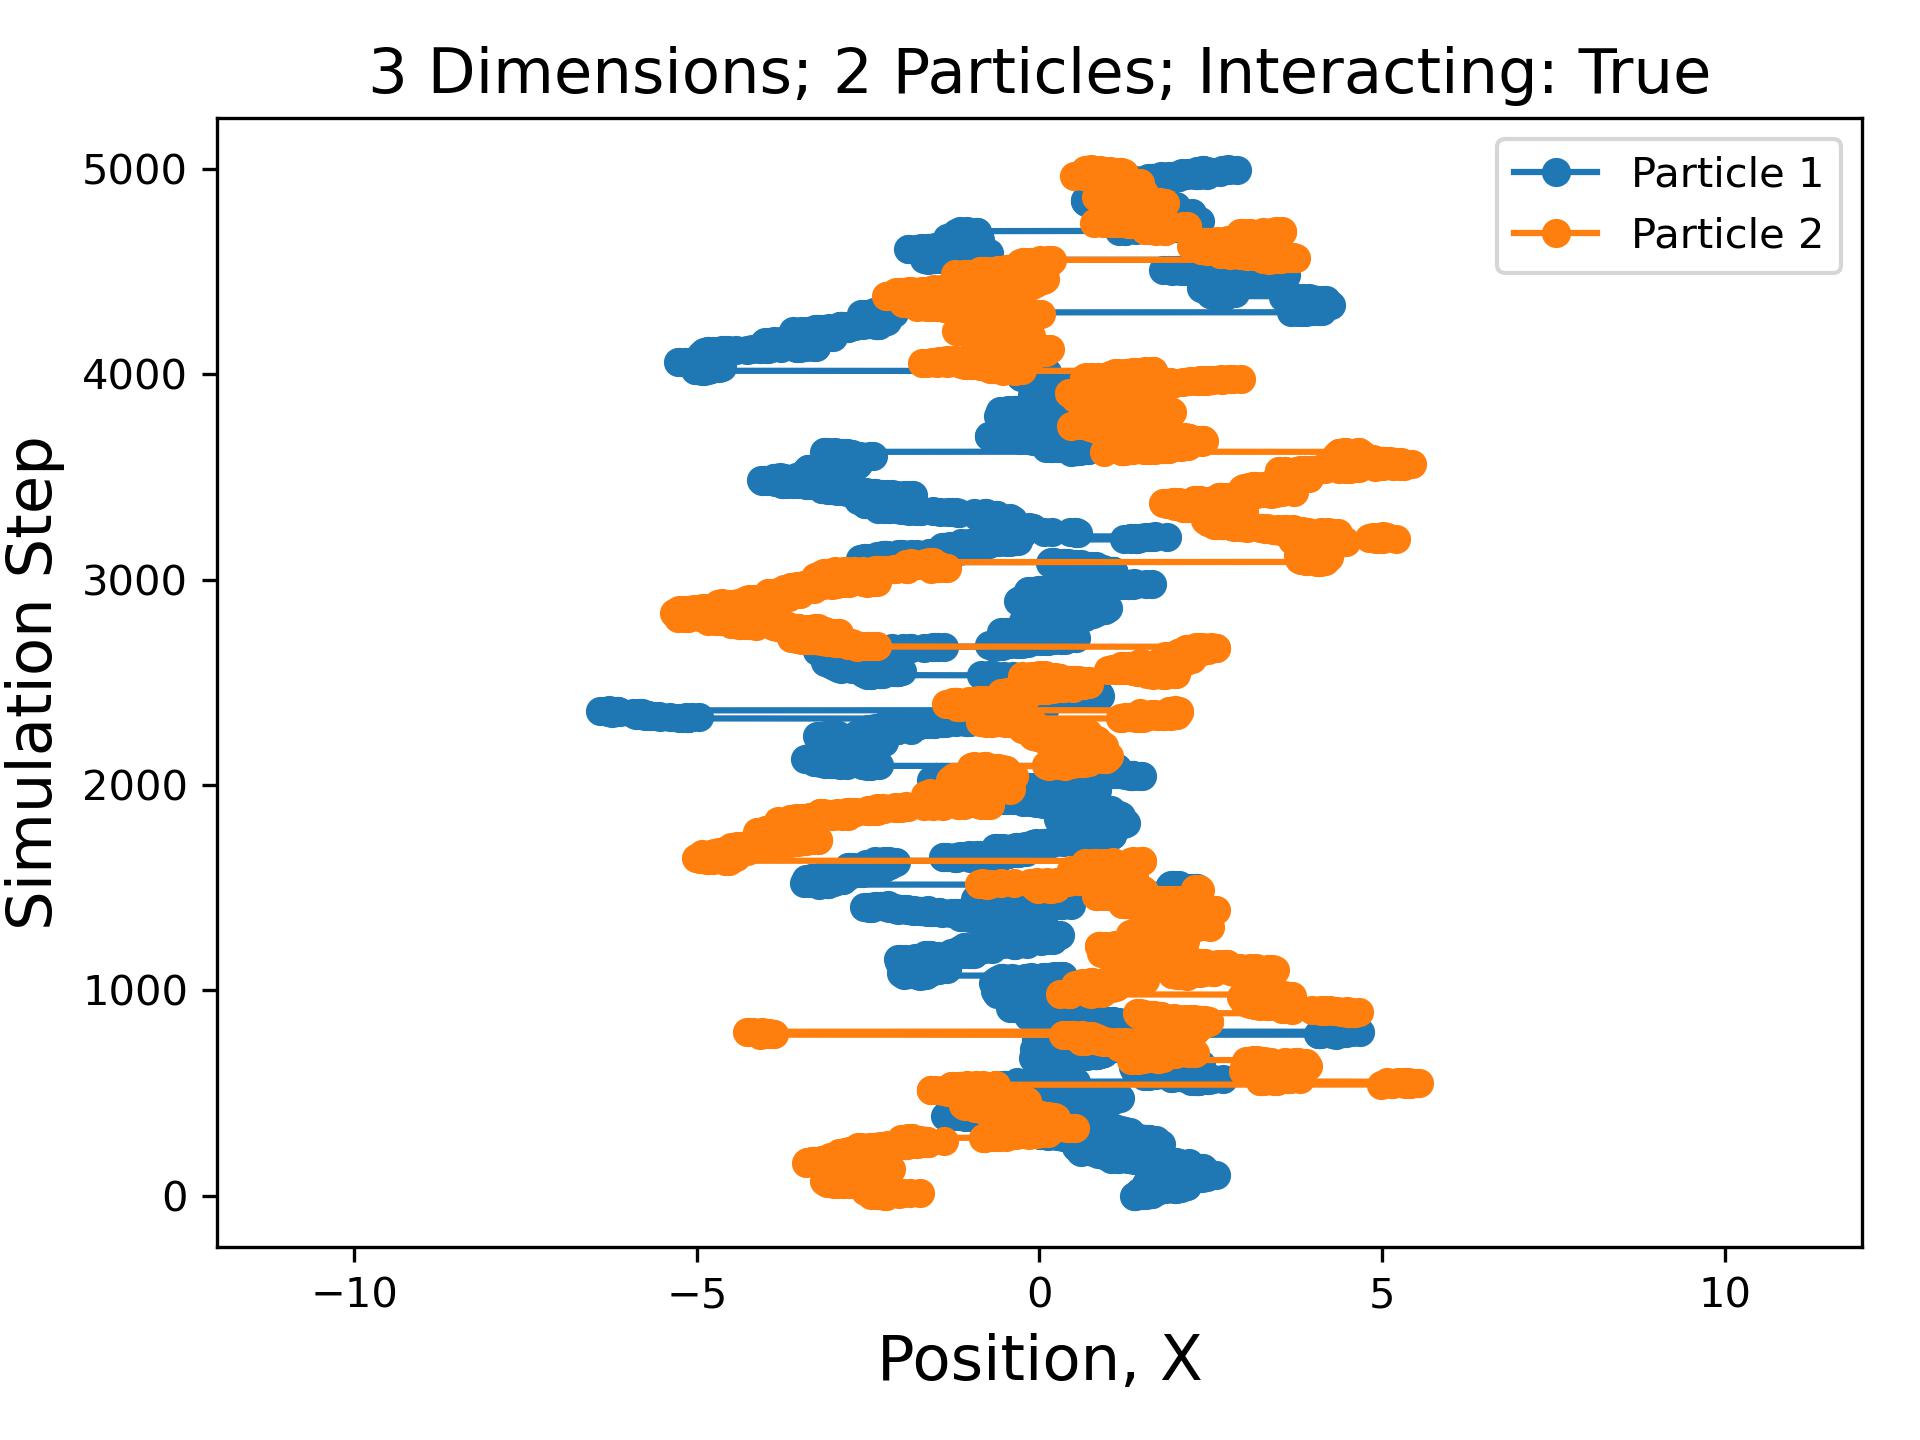 3 Dimensions; 2 Particles; Interacting: True
Particle 1
Particle 2
5000
4000
3000
2000
1000
0
Simulation Step
−10
−5
0
5
10
Position, X